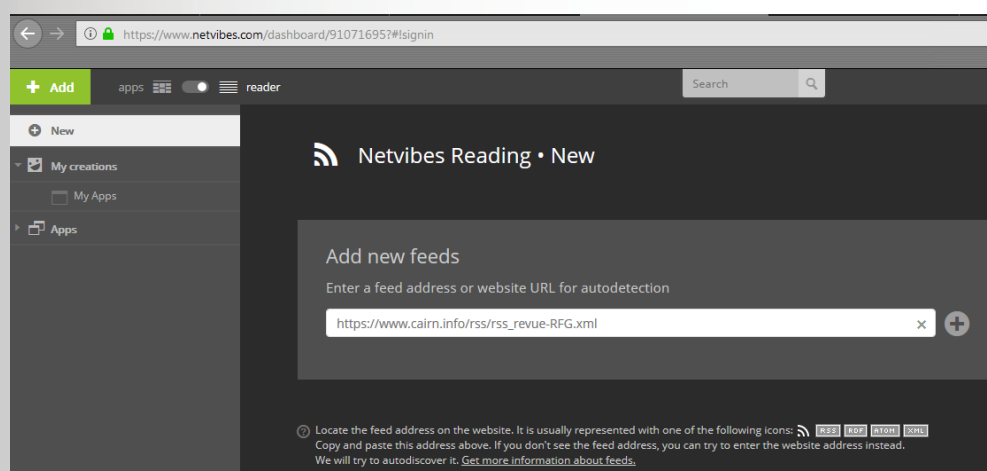 https://www.netvibes.com/dashboard/91071695?#!signin
+ Add apps reader Search
New
Netvibes Reading • New
My creations
My Apps
Apps
Add new feeds
Enter a feed address or website URL for autodetection
https://www.cairn.info/rss/rss_revue-RFG.xml
Locate the feed address on the website. It is usually represented with one of the following icons: RSS RDF ATOM XML
Copy and paste this address above. If you don't see the feed address, you can try to enter the website address instead.
We will try to autodiscover it. Get more information about feeds.